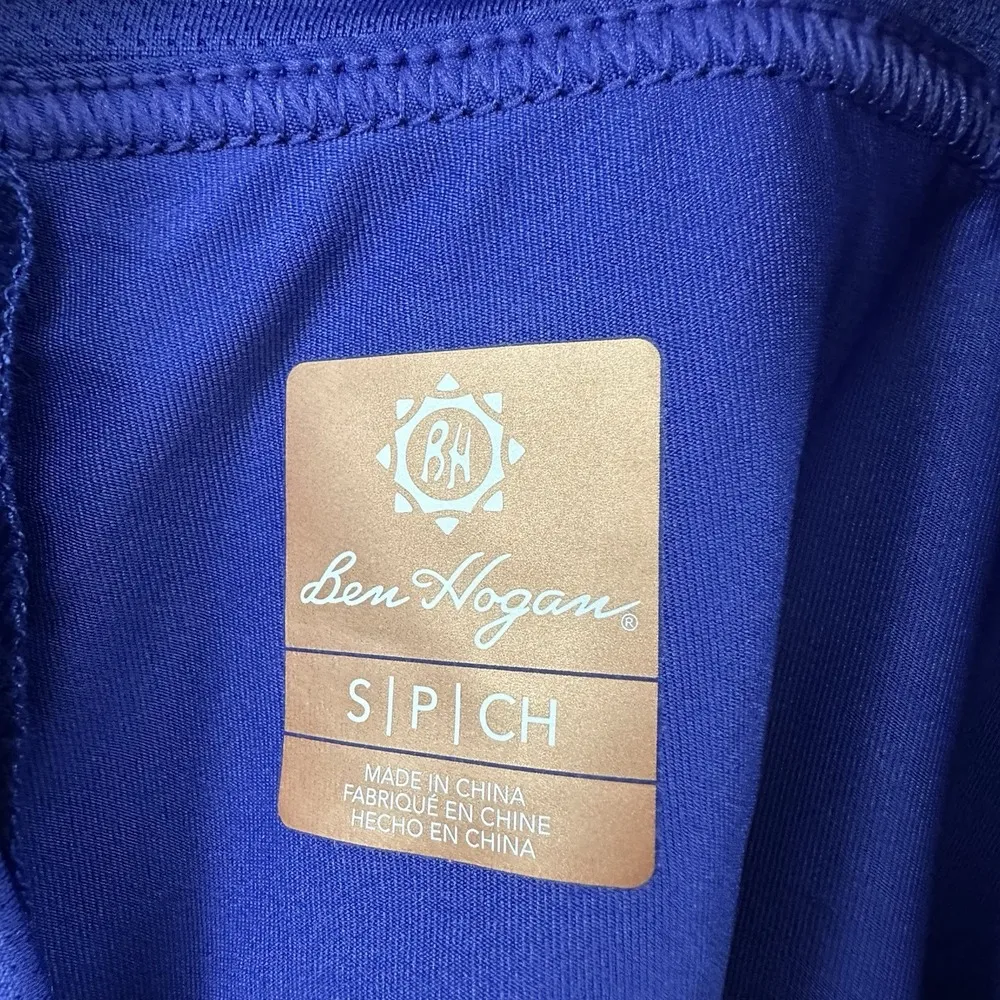 BH
Ben Hogan®
S|P|CH
MADE IN CHINA
FABRIQUÉ EN CHINE
HECHO EN CHINA